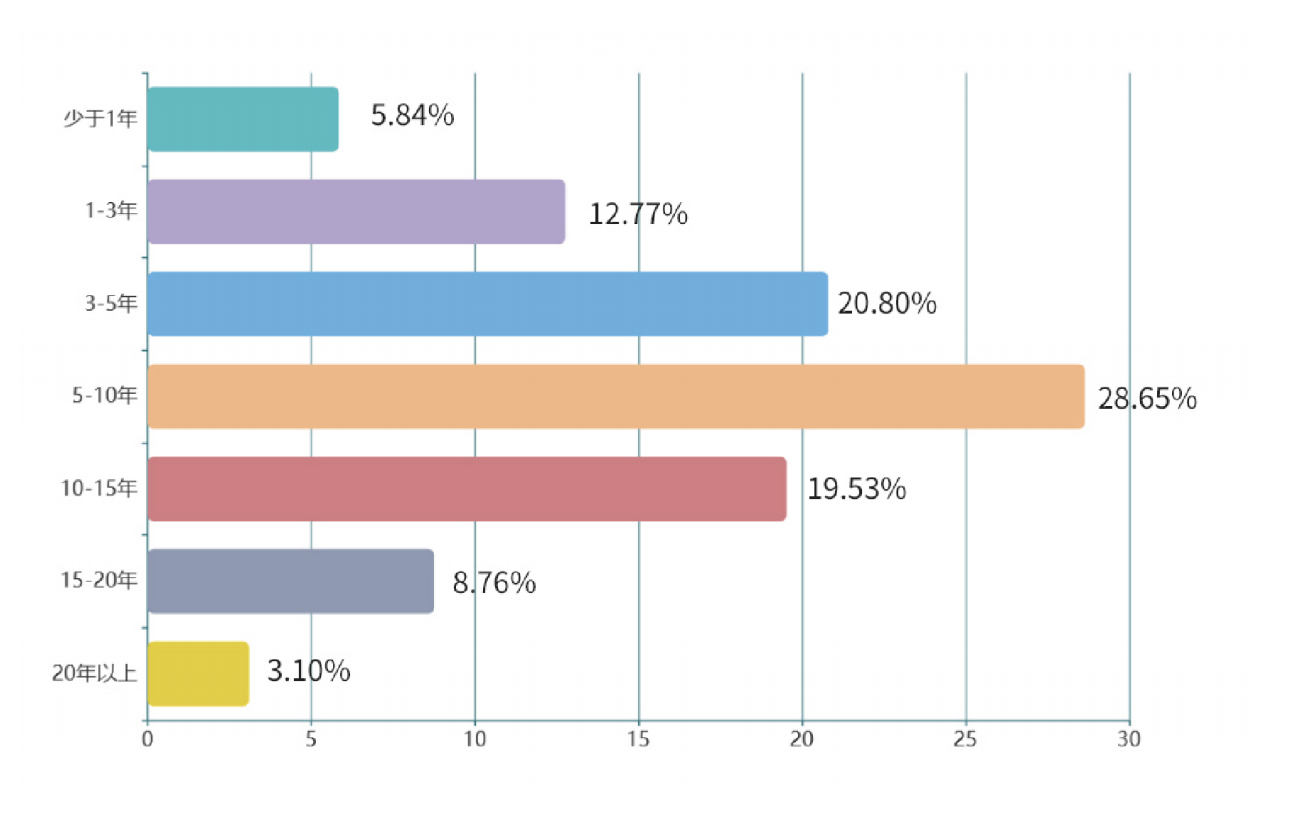 少于1年 5.84%
1-3年 12.77%
3-5年 20.80%
5-10年 28.65%
10-15年 19.53%
15-20年 8.76%
20年以上 3.10%
0 5 10 15 20 25 30